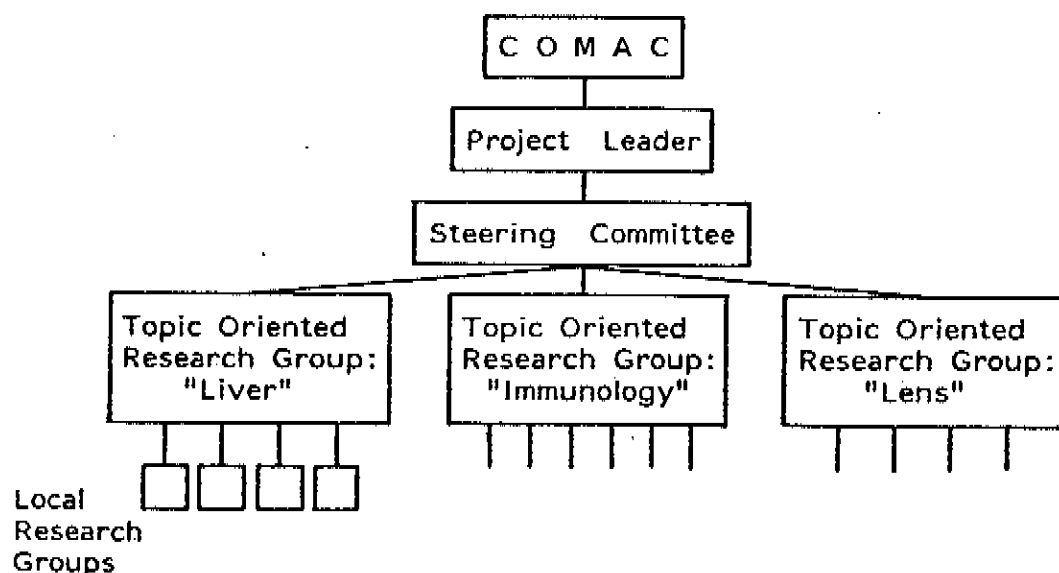 C O M A C
Project Leader
Steering Committee
Topic Oriented
Research Group:
"Liver"
Topic Oriented
Research Group:
"Immunology"
Topic Oriented
Research Group:
"Lens"
Local
Research
Groups